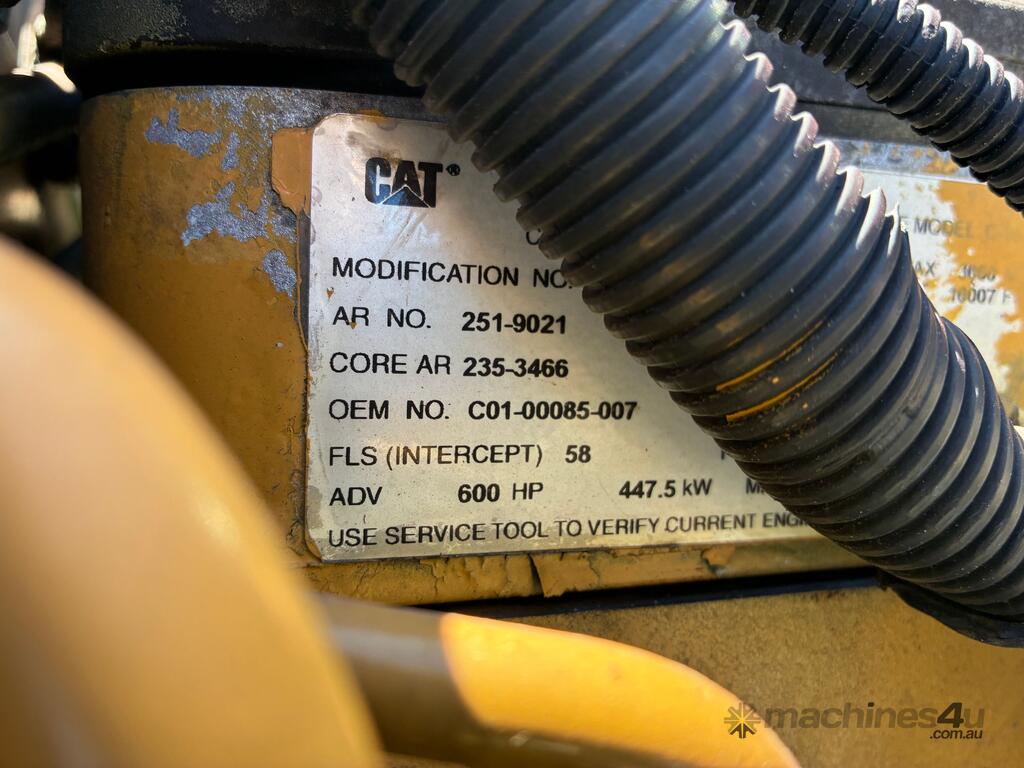 CAT®
MODIFICATION NO.
AR NO. 251-9021
CORE AR 235-3466
OEM NO. C01-00085-007
FLS (INTERCEPT) 58
ADV 600 HP 447.5 kW
USE SERVICE TOOL TO VERIFY CURRENT
MODEL
16007
machines4u
.com.au